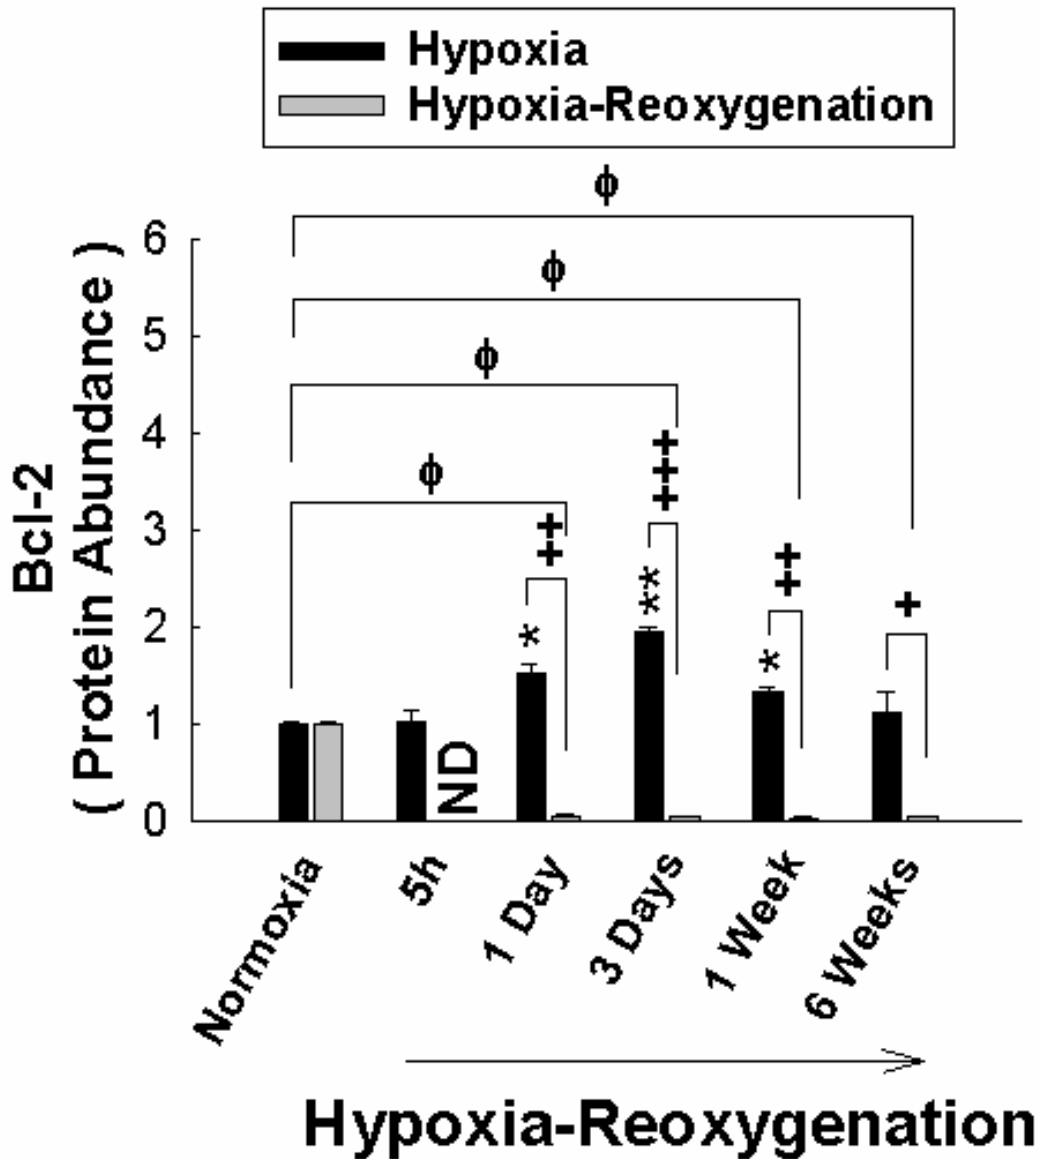 Hypoxia
Hypoxia-Reoxygenation
ϕ
ϕ
ϕ
ϕ
Bcl-2
( Protein Abundance )
6
5
4
3
2
1
0
*
++
**
+++
*
++
+
ND
Normoxia
5h
1 Day
3 Days
1 Week
6 Weeks
Hypoxia-Reoxygenation